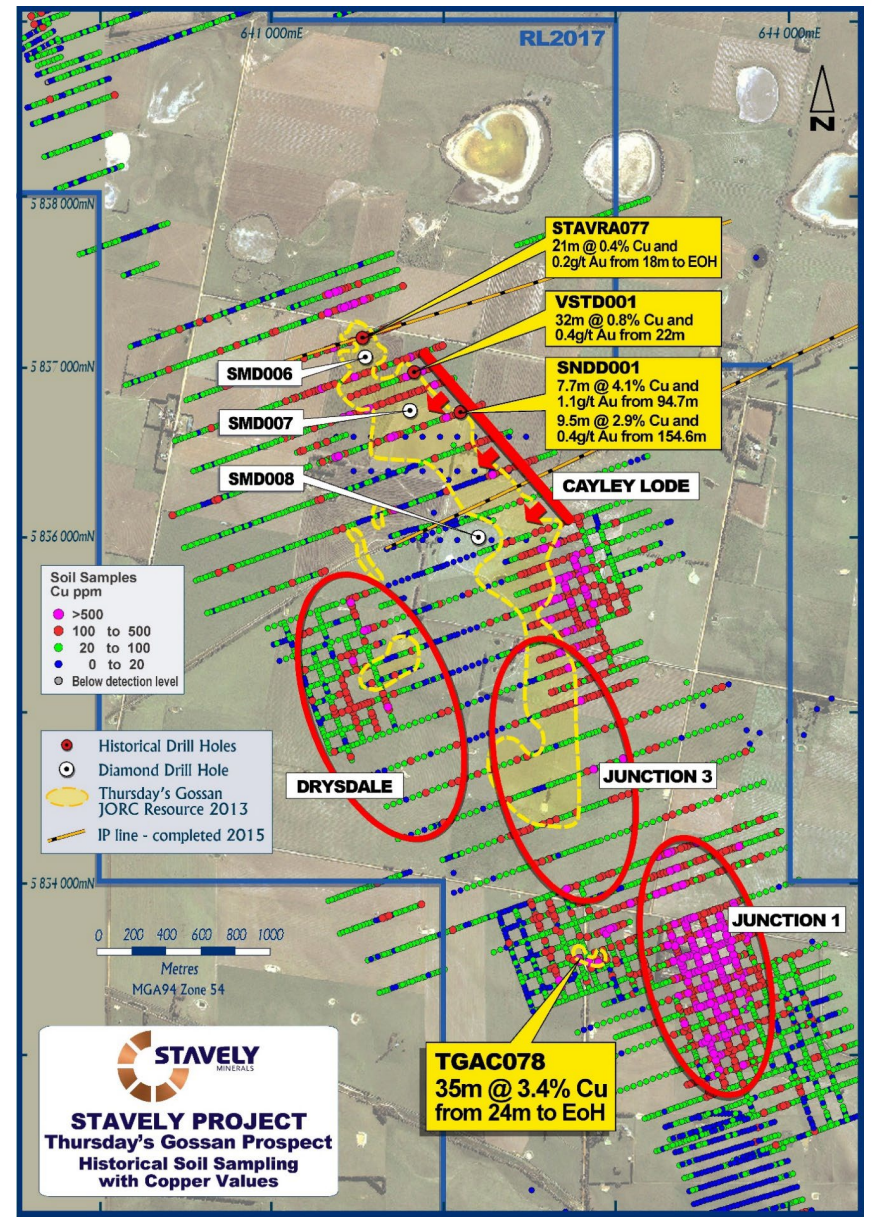 641 000mE
RL2017
644 000mE
N
5 838 000mN
STAVRA077
21m @ 0.4% Cu and
0.2g/t Au from 18m to EOH
VSTD001
32m @ 0.8% Cu and
0.4g/t Au from 22m
5 837 000mN
SMD006
SNDD001
7.7m @ 4.1% Cu and
1.1g/t Au from 94.7m
9.5m @ 2.9% Cu and
0.4g/t Au from 154.6m
SMD007
SMD008
CAYLEY LODE
5 836 000mN
Soil Samples
Cu ppm
>500
100 to 500
20 to 100
0 to 20
Below detection level
Historical Drill Holes
Diamond Drill Hole
Thursday's Gossan
JORC Resource 2013
IP line - completed 2015
DRYSDALE
JUNCTION 3
5 834 000mN
JUNCTION 1
0 200 400 600 800 1000
Metres
MGA94 Zone 54
TGAC078
35m @ 3.4% Cu
from 24m to EoH
STAVELY
MINERALS
STAVELY PROJECT
Thursday's Gossan Prospect
Historical Soil Sampling
with Copper Values